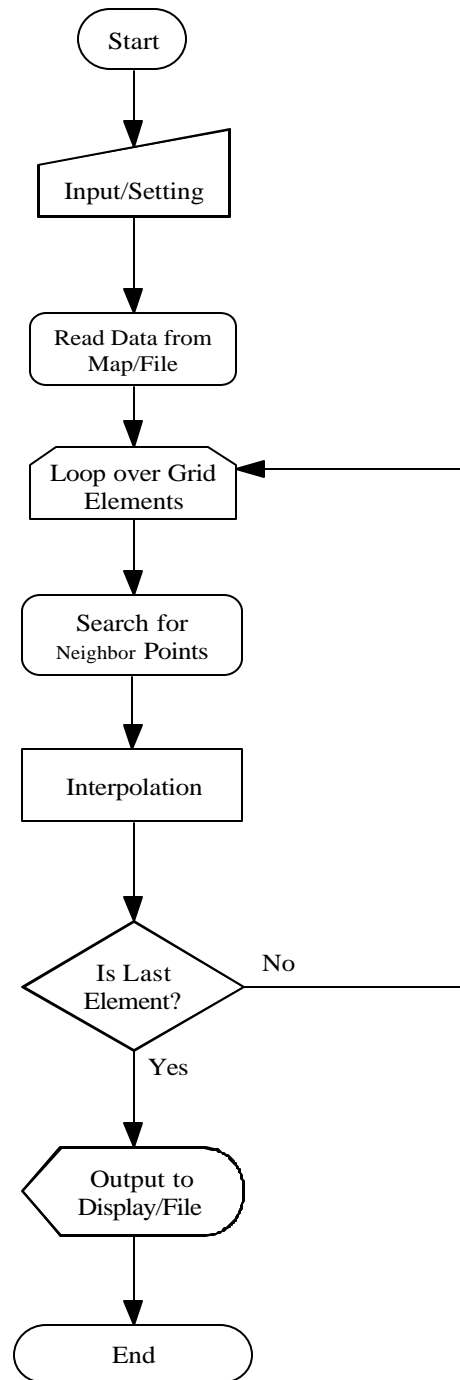 Start
Input/Setting
Read Data from
Map/File
Loop over Grid
Elements
Search for
Neighbor Points
Interpolation
Is Last
Element?
No
Yes
Output to
Display/File
End